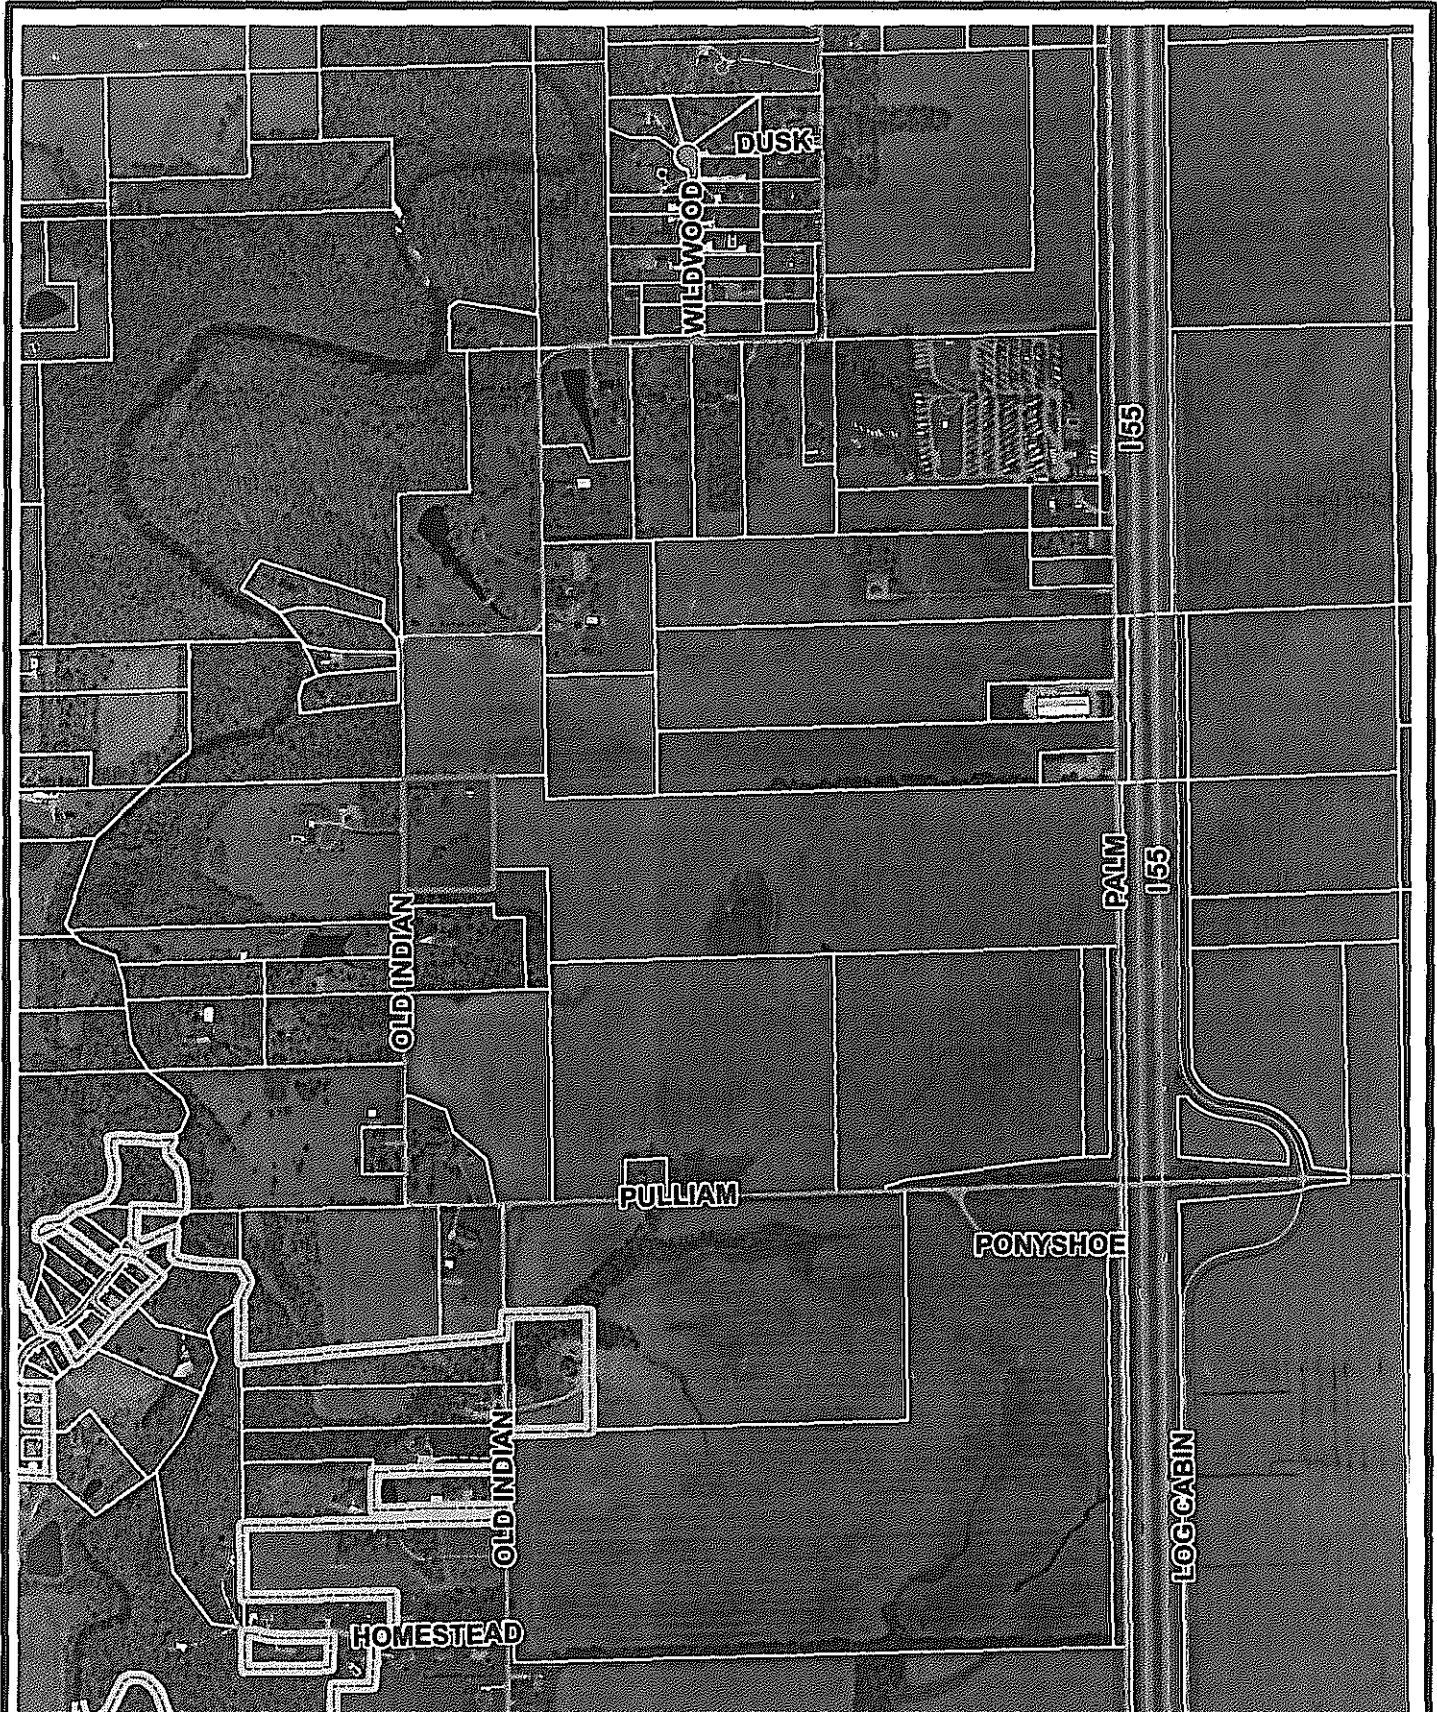 DUSK
WILDWOOD
I 55
PALM
I 55
OLD INDIAN
PULLIAM
PONYSHOE
OLD INDIAN
LOG CABIN
HOMESTEAD